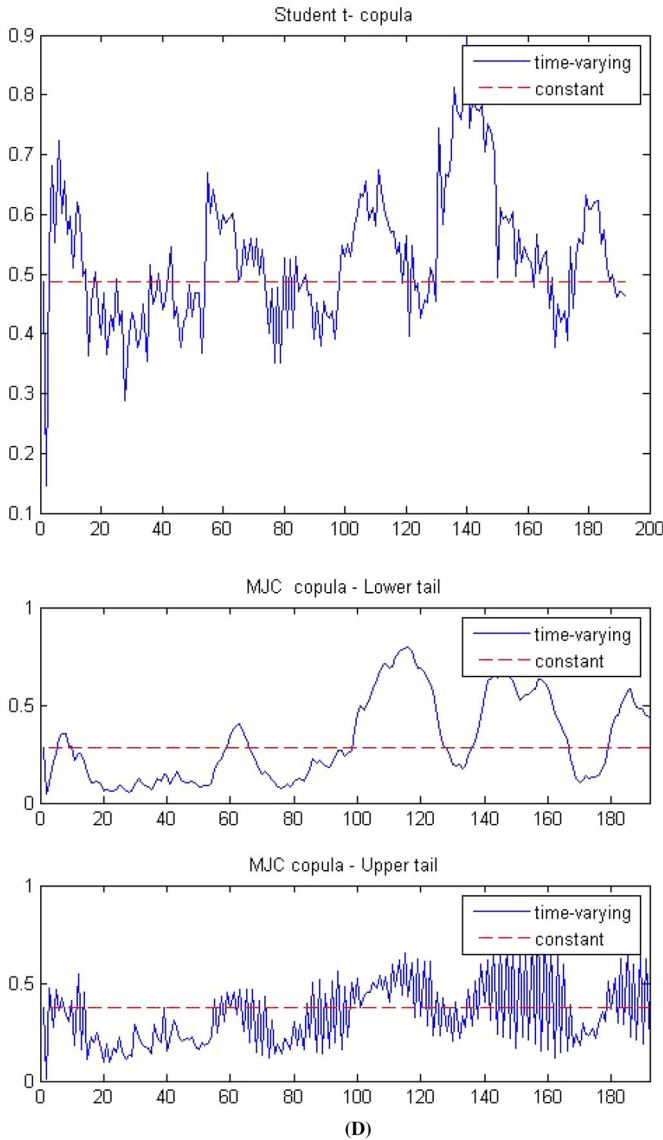 Student t- copula
0.9
0.8
0.7
0.6
0.5
0.4
0.3
0.2
0.1
time-varying
constant
0 20 40 60 80 100 120 140 160 180 200
MJC copula - Lower tail
1
0.5
0
time-varying
constant
0 20 40 60 80 100 120 140 160 180
MJC copula - Upper tail
1
0.5
0
time-varying
constant
0 20 40 60 80 100 120 140 160 180
(D)